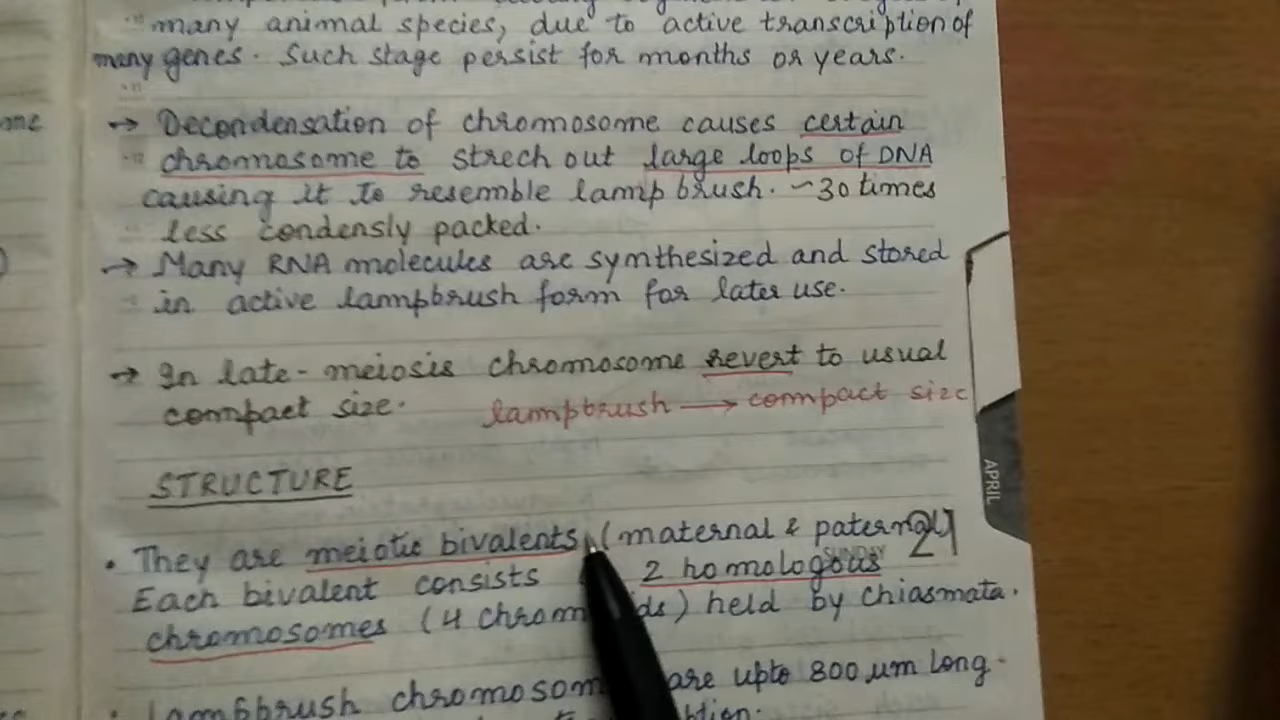 many animal species, due to active transcription of
many genes. Such stage persist for months or years.
→ Decondensation of chromosome causes certain
chromosome to strech out large loops of DNA
causing it to resemble lamp brush. ~30 times
less condensly packed.
→ Many RNA molecules are synthesized and stored
in active lampbrush form for later use.
→ In late-meiosis chromosome revert to usual
compact size. lampbrush → compact size
STRUCTURE
• They are meiotic bivalents (maternal & paternal)
21
SUNDAY
Each bivalent consists 2 homologous
chromosomes (4 chrom ds) held by chiasmata.
• Lampbrush chromosom are upto 800 μm long.
APRIL